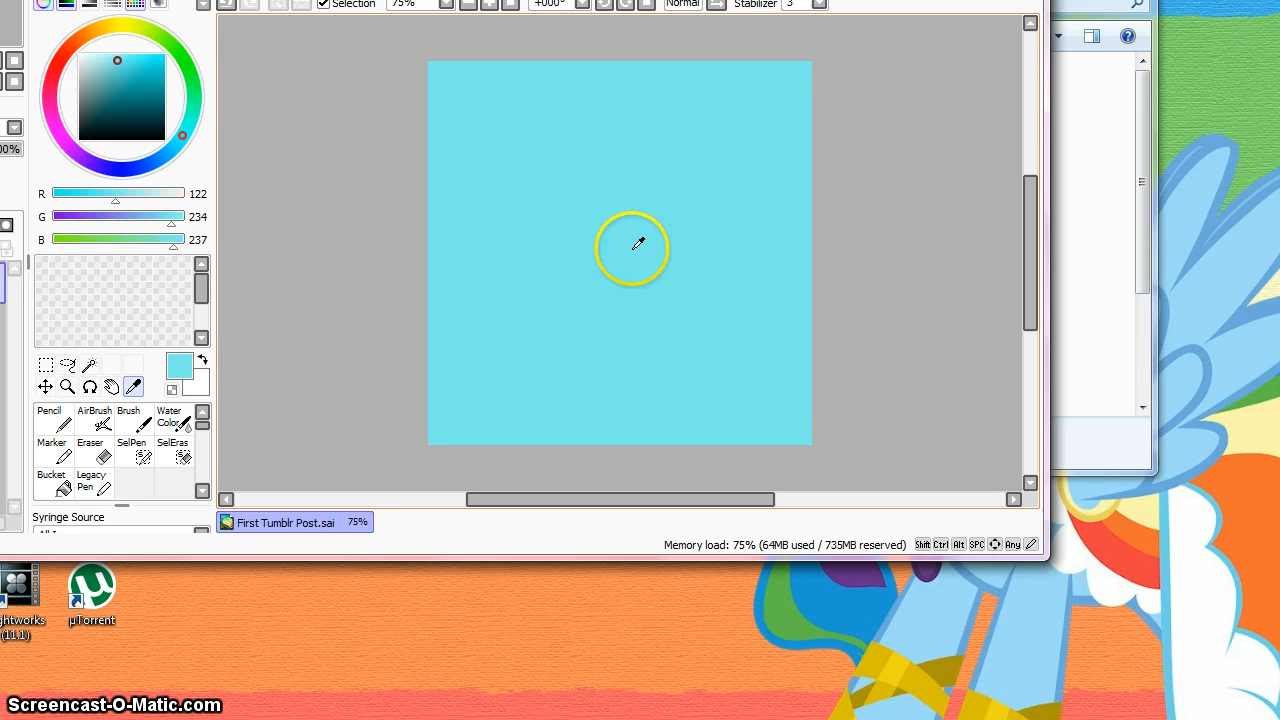 Selection 75% +000° Normal Stabilizer 3
00%
R 122
G 234
B 237
Pencil AirBrush Brush Water Color
Marker Eraser SelPen SelEras
Bucket Legacy Pen
Syringe Source
First Tumblr Post.sai 75%
Memory load: 75% (64MB used / 735MB reserved) Shift Ctrl Alt SPC Any
ghtworks
(11.1)
µTorrent
Screencast-O-Matic.com